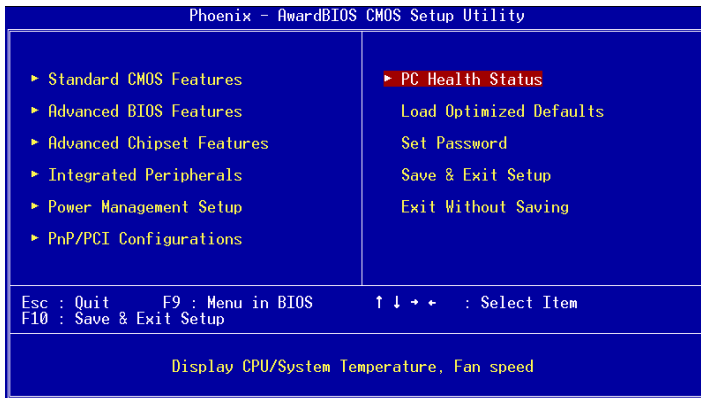 Phoenix - AwardBIOS CMOS Setup Utility
► Standard CMOS Features
► Advanced BIOS Features
► Advanced Chipset Features
► Integrated Peripherals
► Power Management Setup
► PnP/PCI Configurations
► PC Health Status
Load Optimized Defaults
Set Password
Save & Exit Setup
Exit Without Saving
Esc : Quit F9 : Menu in BIOS ↑ ↓ → ← : Select Item
F10 : Save & Exit Setup
Display CPU/System Temperature, Fan speed